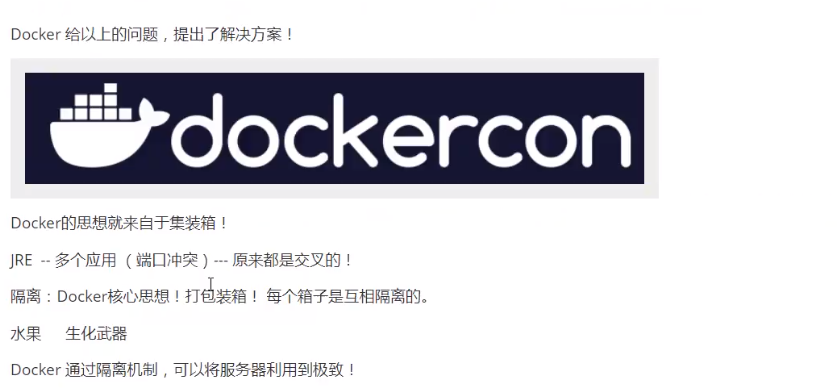 Docker 给以上的问题，提出了解决方案！
dockercon
Docker的思想就来自于集装箱！
JRE -- 多个应用（端口冲突）--- 原来都是交叉的！
隔离：Docker核心思想！打包装箱！ 每个箱子是互相隔离的。
水果 生化武器
Docker 通过隔离机制，可以将服务器利用到极致！